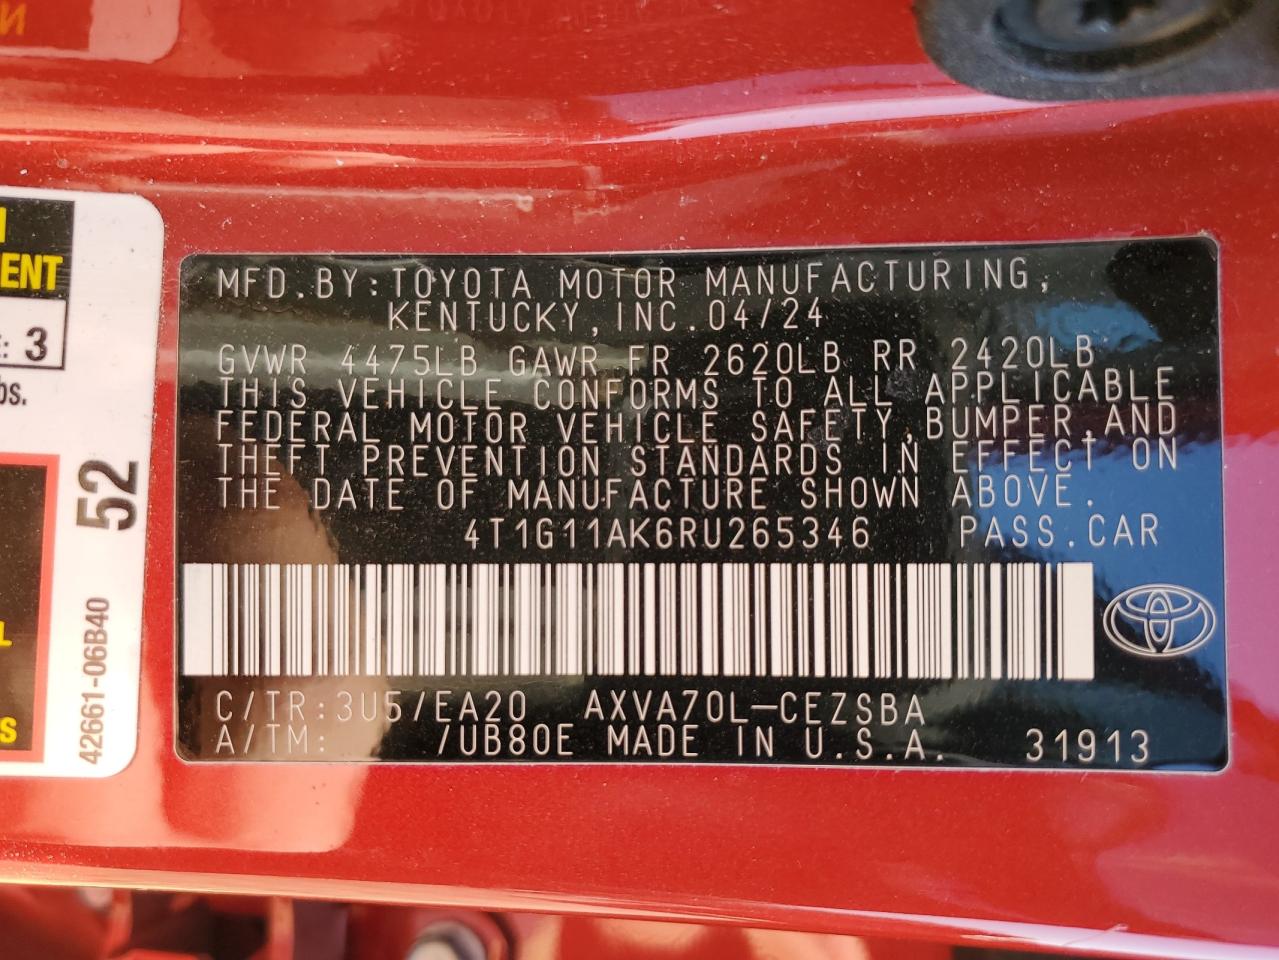 MFD.BY:TOYOTA MOTOR MANUFACTURING,
KENTUCKY,INC.04/24
GVWR 4475LB GAWR FR 2620LB RR 2420LB
THIS VEHICLE CONFORMS TO ALL APPLICABLE
FEDERAL MOTOR VEHICLE SAFETY,BUMPER,AND
THEFT PREVENTION STANDARDS IN EFFECT ON
THE DATE OF MANUFACTURE SHOWN ABOVE.
4T1G11AK6RU265346 PASS.CAR
C/TR:3U5/EA20 AXVA70L-CEZSBA
A/TM: /UB80E MADE IN U.S.A. 31913
ENT
: 3
bs.
52
42661-06B40